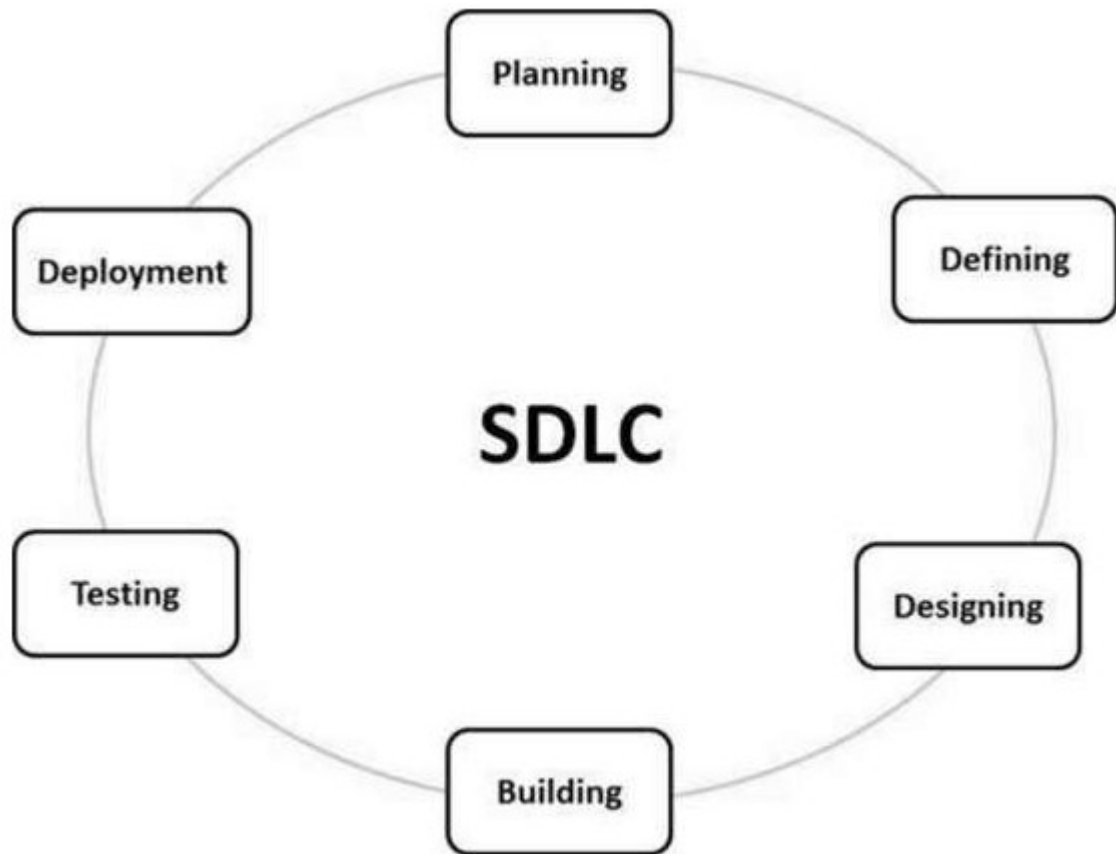 Planning
Defining
Designing
Building
Testing
Deployment
SDLC